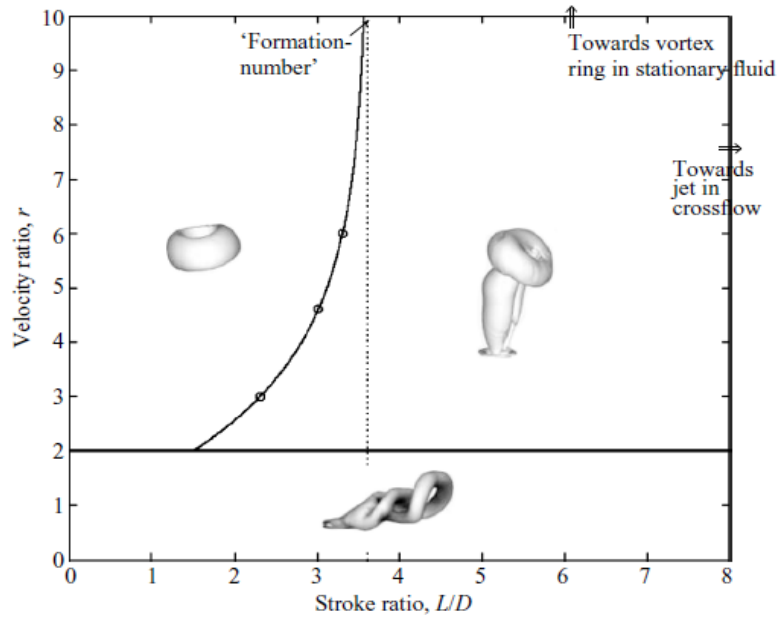 10
9
8
7
6
5
4
3
2
1
0
Velocity ratio, r
‘Formation-
number’
Towards vortex
ring in stationary fluid
Towards
jet in
crossflow
0 1 2 3 4 5 6 7 8
Stroke ratio, L/D